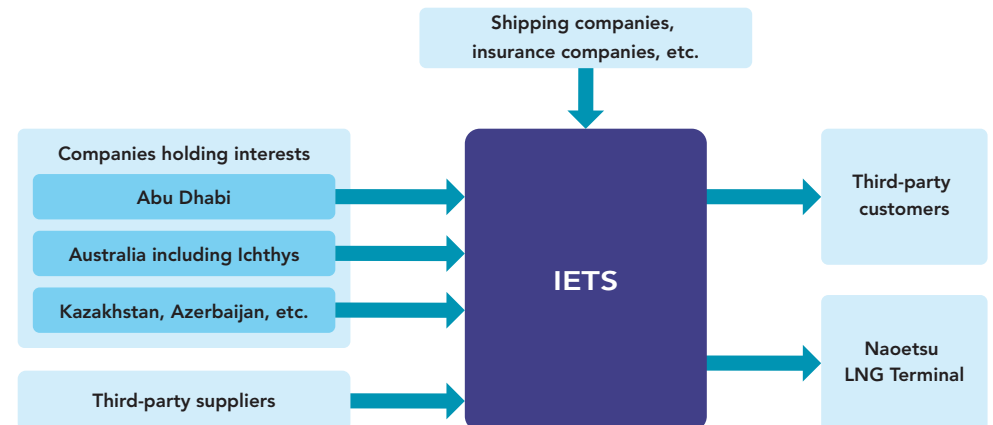 Shipping companies,
insurance companies, etc.
Companies holding interests
Abu Dhabi
Australia including Ichthys
Kazakhstan, Azerbaijan, etc.
Third-party suppliers
IETS
Third-party
customers
Naoetsu
LNG Terminal